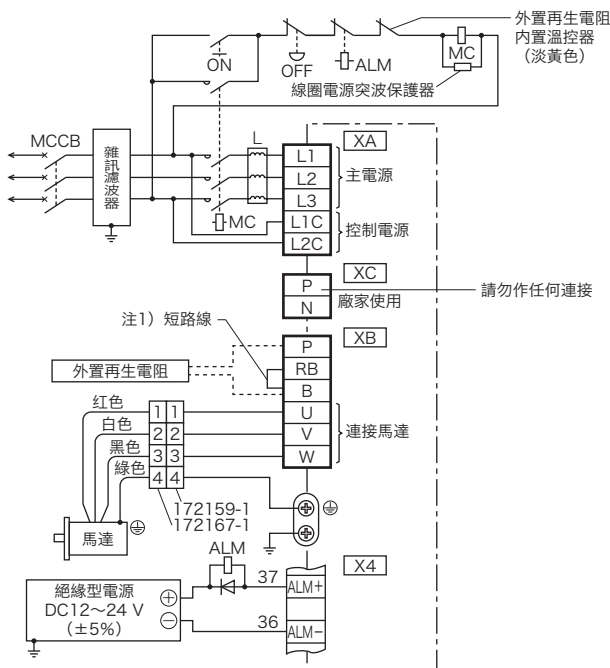 外置再生電阻
内置溫控器
（淡黃色）
ON
OFF
ALM
MC
線圈電源突波保護器
MCCB
雜訊濾波器
L
MC
XA
L1
L2
L3
主電源
L1C
L2C
控制電源
XC
P
N
廠家使用
請勿作任何連接
注1）短路線
XB
P
RB
B
外置再生電阻
U
V
W
連接馬達
红色
1 1
白色
2 2
黑色
3 3
綠色
4 4
172159-1
172167-1
馬達
ALM
X4
絕緣型電源
DC12～24 V
（±5%）
37
ALM+
36
ALM−